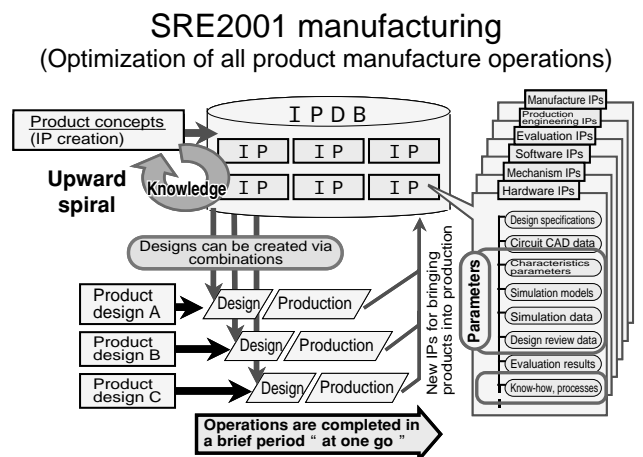 SRE2001 manufacturing
(Optimization of all product manufacture operations)
Product concepts
(IP creation)
Upward
spiral
Knowledge
IPDB
IP IP IP
IP IP IP
Designs can be created via
combinations
Product
design A
Design
Production
Product
design B
Design
Production
Product
design C
Design
Production
New IPs for bringing
products into production
Operations are completed in
a brief period “ at one go ”
Manufacture IPs
Production
engineering IPs
Evaluation IPs
Software IPs
Mechanism IPs
Hardware IPs
Parameters
Design specifications
Circuit CAD data
Characteristics
parameters
Simulation models
Simulation data
Design review data
Evaluation results
Know-how, processes